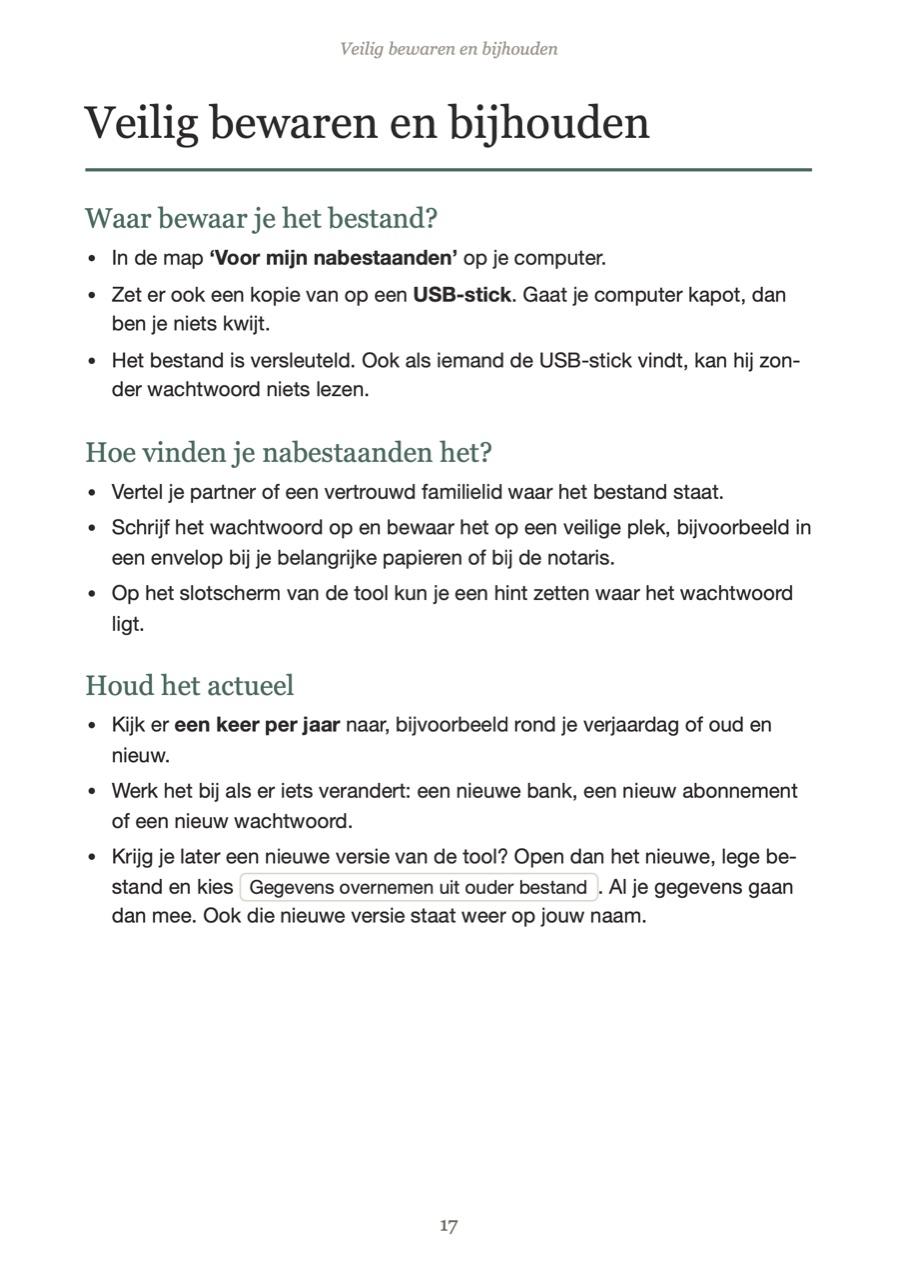 Veilig bewaren en bijhouden
Veilig bewaren en bijhouden
Waar bewaar je het bestand?
• In de map ‘Voor mijn nabestaanden’ op je computer.
• Zet er ook een kopie van op een USB-stick. Gaat je computer kapot, dan
ben je niets kwijt.
• Het bestand is versleuteld. Ook als iemand de USB-stick vindt, kan hij zon-
der wachtwoord niets lezen.
Hoe vinden je nabestaanden het?
• Vertel je partner of een vertrouwd familielid waar het bestand staat.
• Schrijf het wachtwoord op en bewaar het op een veilige plek, bijvoorbeeld in
een envelop bij je belangrijke papieren of bij de notaris.
• Op het slotscherm van de tool kun je een hint zetten waar het wachtwoord
ligt.
Houd het actueel
• Kijk er een keer per jaar naar, bijvoorbeeld rond je verjaardag of oud en
nieuw.
• Werk het bij als er iets verandert: een nieuwe bank, een nieuw abonnement
of een nieuw wachtwoord.
• Krijg je later een nieuwe versie van de tool? Open dan het nieuwe, lege be-
stand en kies Gegevens overnemen uit ouder bestand. Al je gegevens gaan
dan mee. Ook die nieuwe versie staat weer op jouw naam.
17